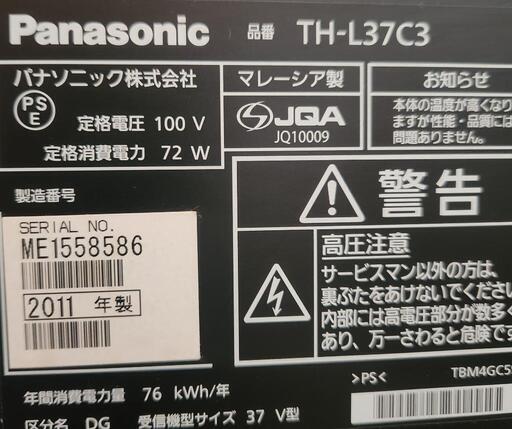 Panasonic 品番 TH-L37C3
パナソニック株式会社
PS E
定格電圧 100 V
定格消費電力 72 W
マレーシア製
JQA
JQ10009
お知らせ
本体の温度が高くなり
ますが性能・品質には
問題ありません。
警告
高圧注意
サービスマン以外の方は、
裏ぶたをあけないでくださ
内部には高電圧部分が数多く
あり、万一さわると危険です
製造番号
SERIAL NO.
ME1558586
2011 年製
年間消費電力量 76 kWh/年
区分名 DG 受信機型サイズ 37 V型
>PS<
TBM4GC5